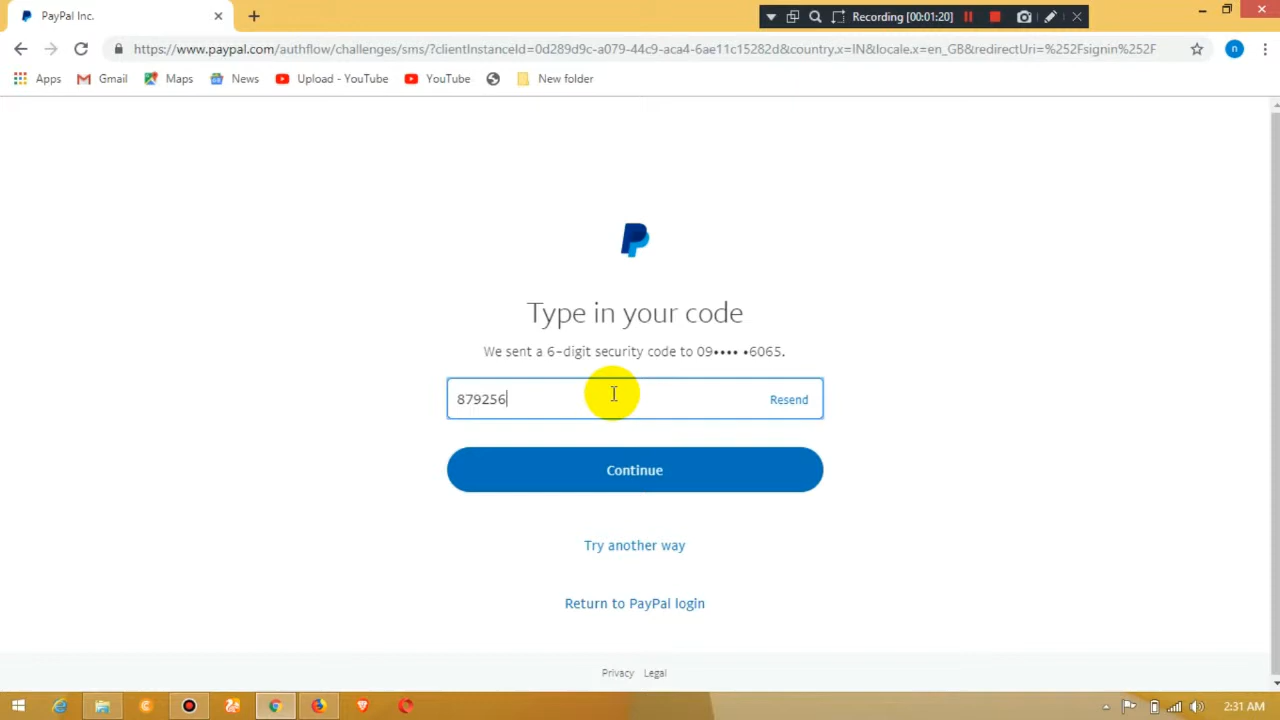 PayPal Inc.
Recording [00:01:20]
https://www.paypal.com/authflow/challenges/sms/?clientInstanceId=0d289d9c-a079-44c9-aca4-6ae11c15282d&country.x=IN&locale.x=en_GB&redirectUri=%252Fsignin%252F
n
Apps Gmail Maps News Upload - YouTube YouTube New folder
Type in your code
We sent a 6-digit security code to 09•••• •6065.
879256 Resend
Continue
Try another way
Return to PayPal login
Privacy Legal
2:31 AM